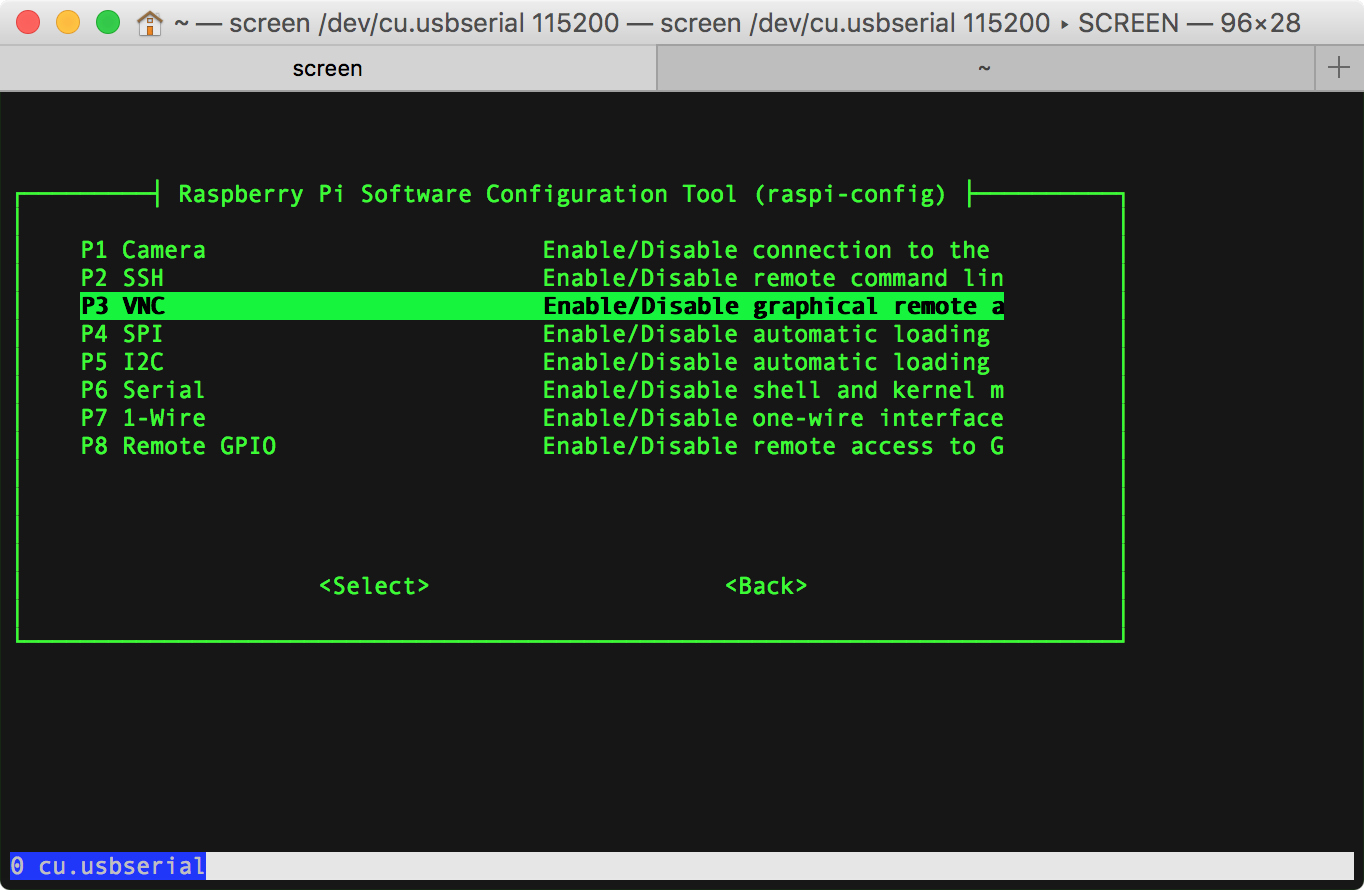 ~ — screen /dev/cu.usbserial 115200 — screen /dev/cu.usbserial 115200 ▸ SCREEN — 96×28
screen ~ +
Raspberry Pi Software Configuration Tool (raspi-config)
P1 Camera Enable/Disable connection to the
P2 SSH Enable/Disable remote command lin
P3 VNC Enable/Disable graphical remote a
P4 SPI Enable/Disable automatic loading
P5 I2C Enable/Disable automatic loading
P6 Serial Enable/Disable shell and kernel m
P7 1-Wire Enable/Disable one-wire interface
P8 Remote GPIO Enable/Disable remote access to G
<Select> <Back>
0 cu.usbserial